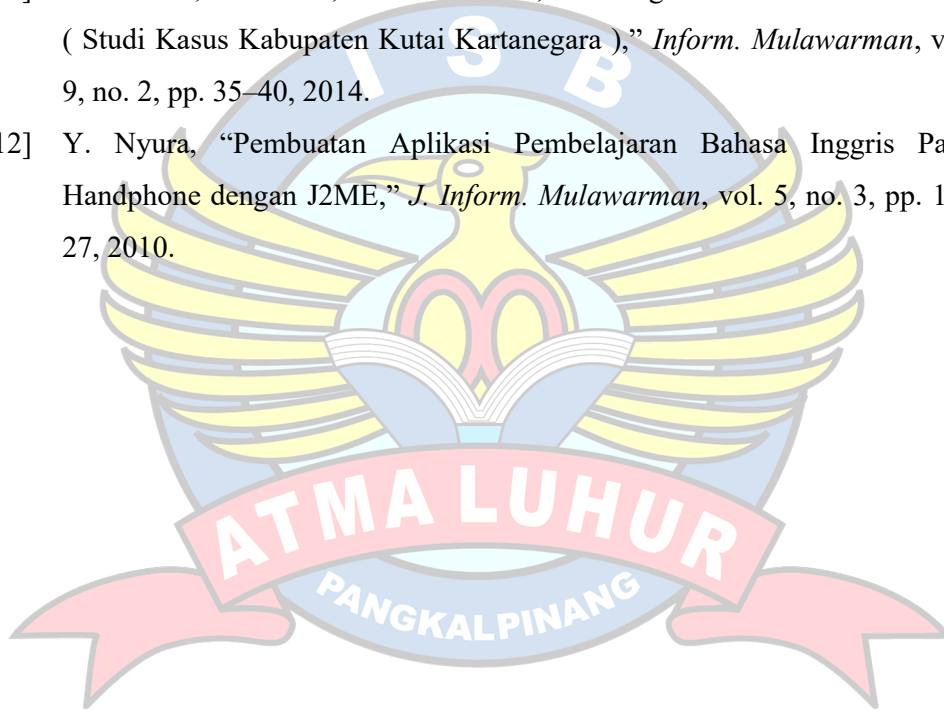 ( Studi Kasus Kabupaten Kutai Kartanegara ),” Inform. Mulawarman, v
9, no. 2, pp. 35–40, 2014.
12] Y. Nyura, “Pembuatan Aplikasi Pembelajaran Bahasa Inggris Pa
Handphone dengan J2ME,” J. Inform. Mulawarman, vol. 5, no. 3, pp. 1
27, 2010.
I S B
ATMA LUHUR
PANGKALPINANG